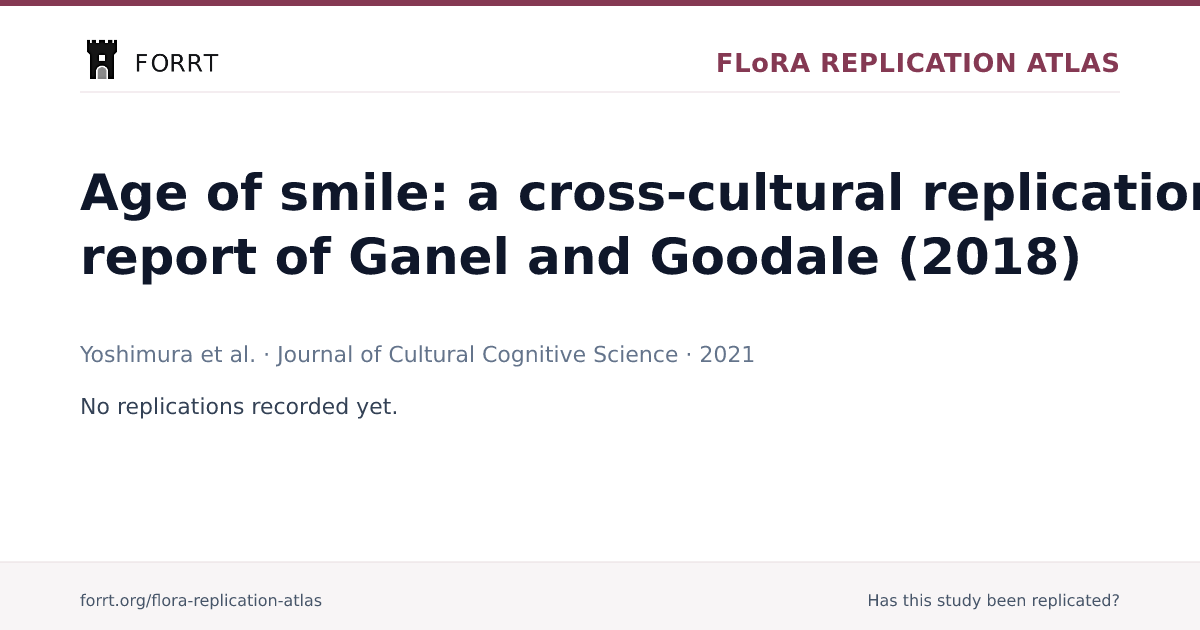 FORRT
FLoRA REPLICATION ATLAS
Age of smile: a cross-cultural replication
report of Ganel and Goodale (2018)
Yoshimura et al. · Journal of Cultural Cognitive Science · 2021
No replications recorded yet.
forrt.org/flora-replication-atlas
Has this study been replicated?